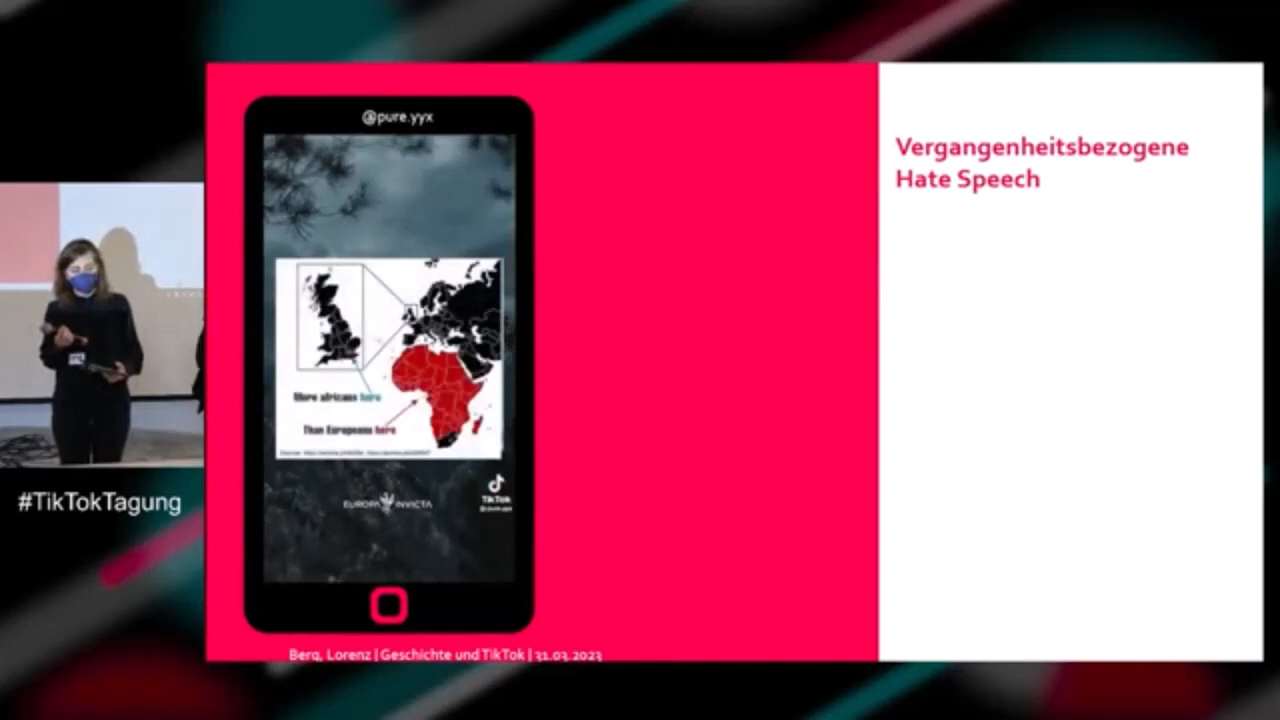 @pure.yyx
Vergangenheitsbezogene
Hate Speech
More africans here
Than Europeans here
EUROPA INVICTA
TikTok
#TikTokTagung
Berg, Lorenz | Geschichte und TikTok | 31.03.2023